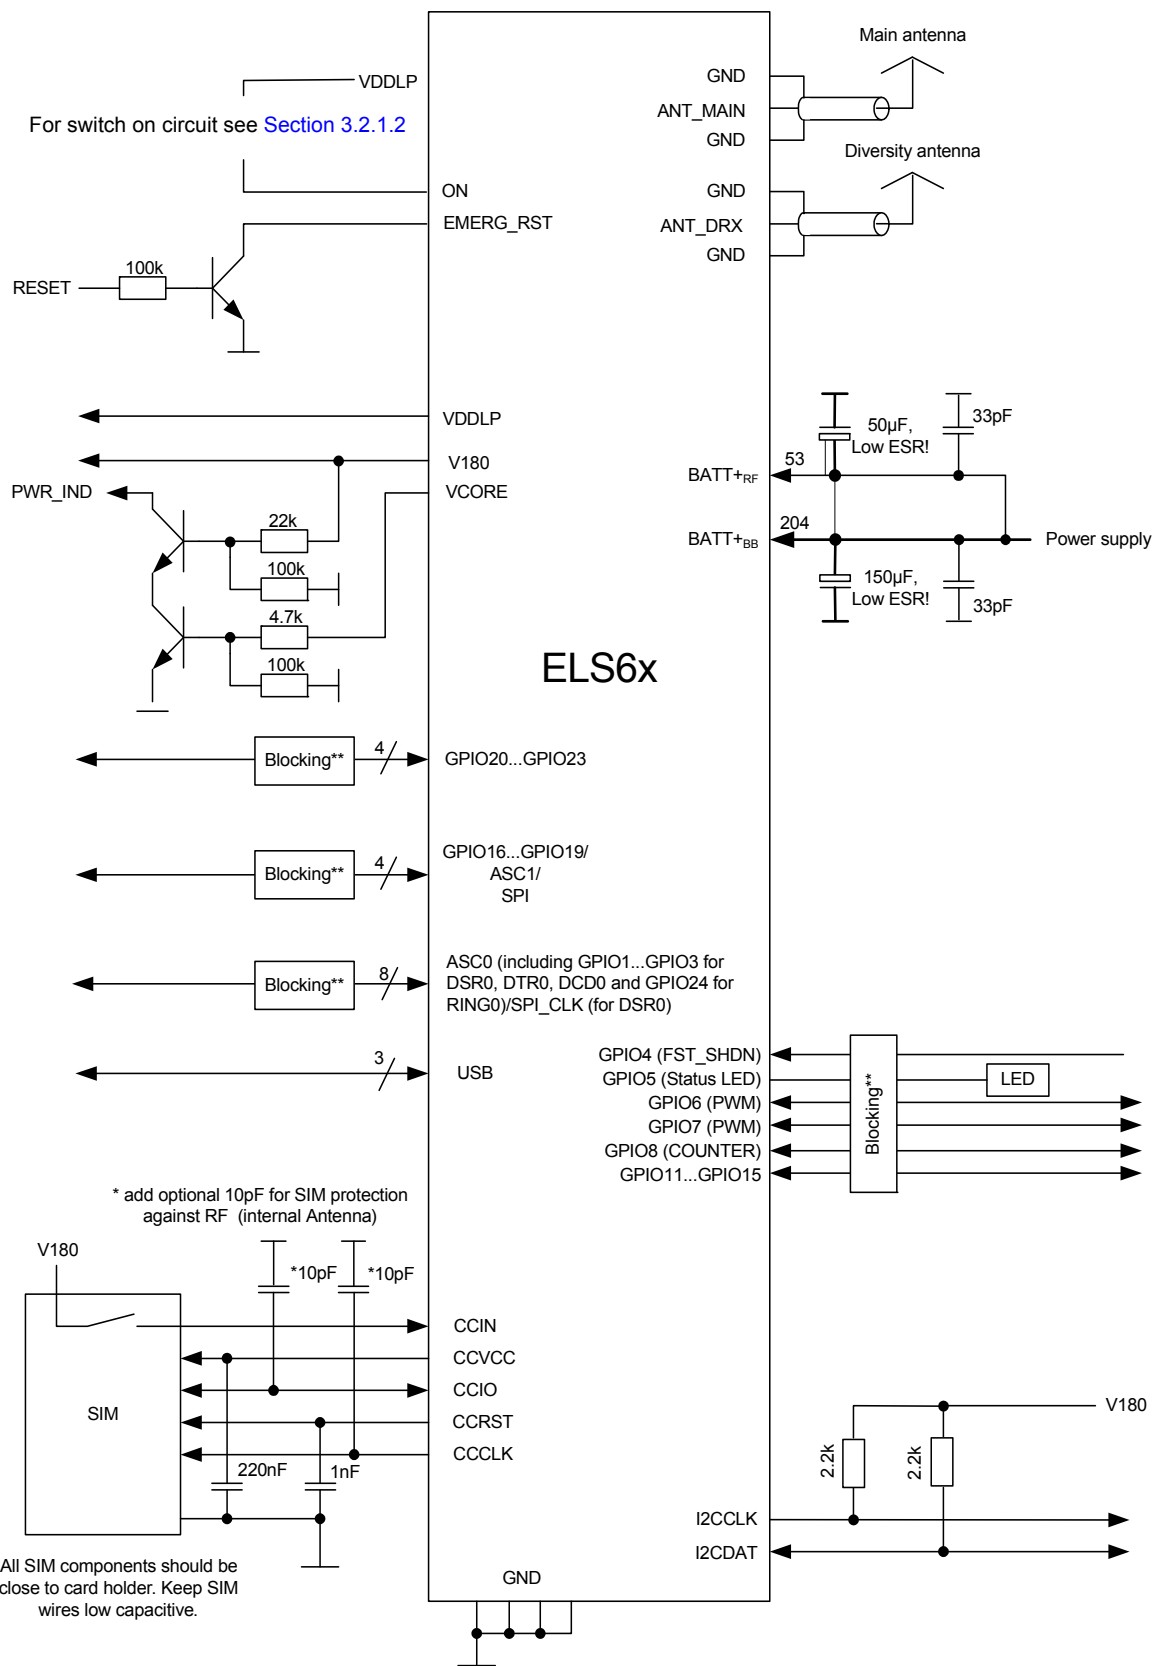 Main antenna
VDDLP
GND
ANT_MAIN
GND
For switch on circuit see Section 3.2.1.2
Diversity antenna
ON
GND
EMERG_RST
ANT_DRX
GND
100k
RESET
VDDLP
V180
PWR_IND
VCORE
22k
100k
4.7k
100k
50µF,
Low ESR!
33pF
BATT+RF
53
204
BATT+BB
Power supply
150µF,
Low ESR!
33pF
ELS6x
Blocking**
4
GPIO20...GPIO23
Blocking**
4
GPIO16...GPIO19/
ASC1/
SPI
Blocking**
8
ASC0 (including GPIO1...GPIO3 for
DSR0, DTR0, DCD0 and GPIO24 for
RING0)/SPI_CLK (for DSR0)
3
USB
GPIO4 (FST_SHDN)
GPIO5 (Status LED)
GPIO6 (PWM)
GPIO7 (PWM)
GPIO8 (COUNTER)
GPIO11...GPIO15
Blocking**
LED
* add optional 10pF for SIM protection
against RF (internal Antenna)
V180
*10pF
*10pF
SIM
CCIN
CCVCC
CCIO
CCRST
CCCLK
220nF
1nF
All SIM components should be
close to card holder. Keep SIM
wires low capacitive.
V180
2.2k
2.2k
I2CCLK
I2CDAT
GND